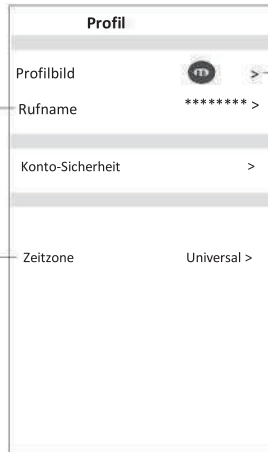 Profil
Profilbild >
Rufname ******** >
Konto-Sicherheit >
Zeitzone Universal >